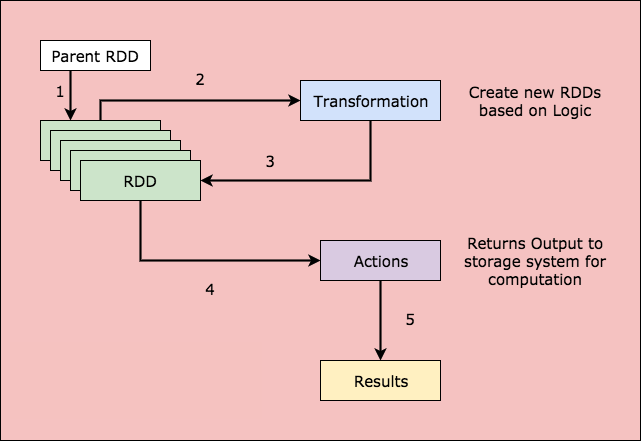 Parent RDD
1
2
Transformation
Create new RDDs
based on Logic
3
RDD
4
Actions
Returns Output to
storage system for
computation
5
Results